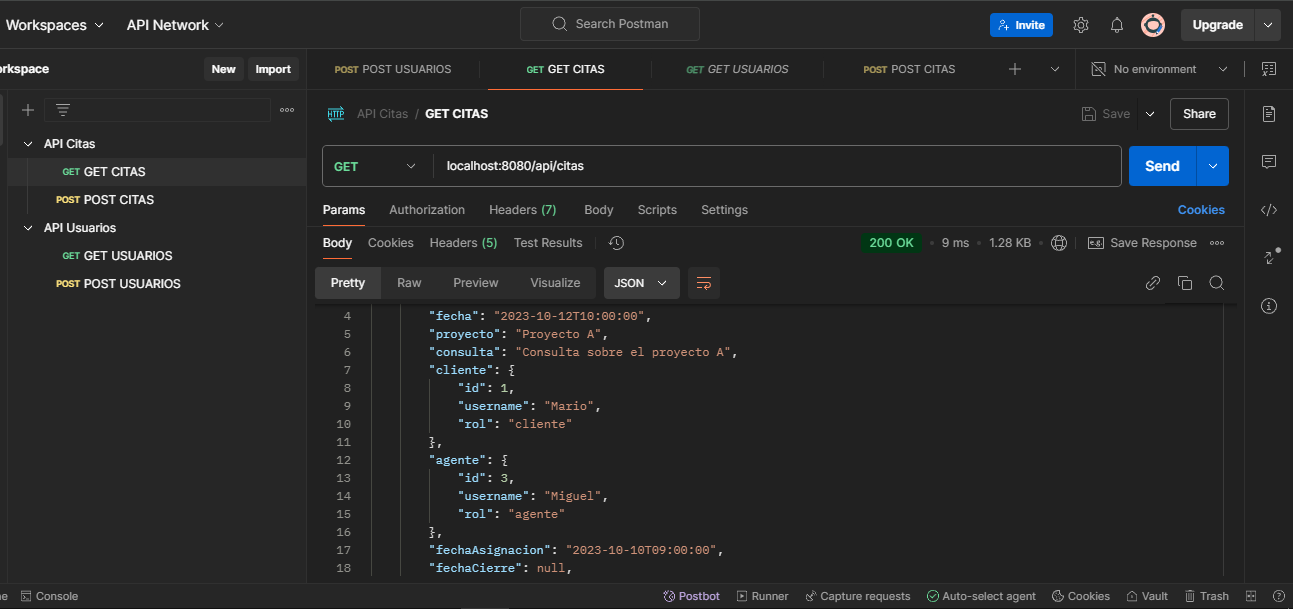 Workspaces API Network Search Postman Invite Upgrade
orkspace New Import POST POST USUARIOS GET GET CITAS GET GET USUARIOS POST POST CITAS No environment
HTTP API Citas / GET CITAS Save Share
API Citas
GET GET CITAS
POST POST CITAS
API Usuarios
GET GET USUARIOS
POST POST USUARIOS
GET localhost:8080/api/citas Send
Params Authorization Headers (7) Body Scripts Settings Cookies
Body Cookies Headers (5) Test Results 200 OK • 9 ms • 1.28 KB • e.g. Save Response
Pretty Raw Preview Visualize JSON
4 "fecha": "2023-10-12T10:00:00",
5 "proyecto": "Proyecto A",
6 "consulta": "Consulta sobre el proyecto A",
7 "cliente": {
8 "id": 1,
9 "username": "Mario",
10 "rol": "cliente"
11 },
12 "agente": {
13 "id": 3,
14 "username": "Miguel",
15 "rol": "agente"
16 },
17 "fechaAsignacion": "2023-10-10T09:00:00",
18 "fechaCierre": null,
ne Console Postbot Runner Capture requests Auto-select agent Cookies Vault Trash